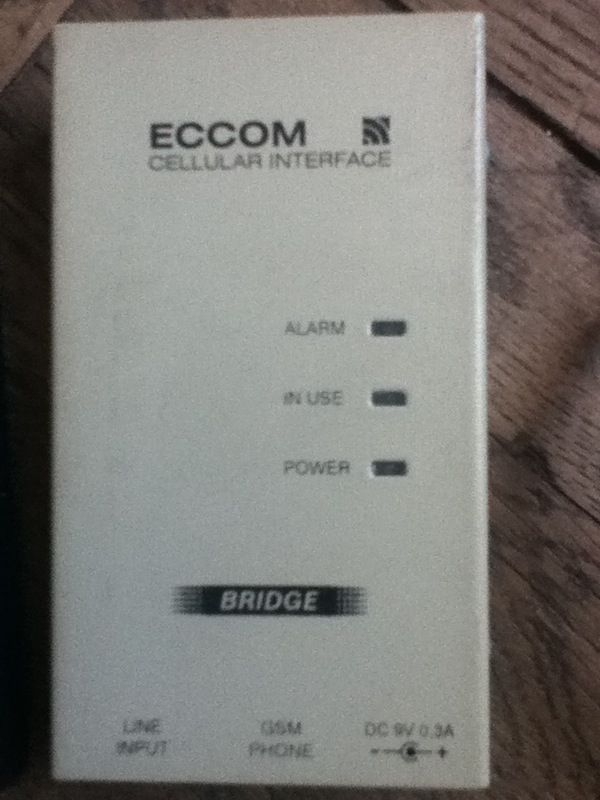 ECCOM
CELLULAR INTERFACE
ALARM
IN USE
POWER
BRIDGE
LINE INPUT
GSM PHONE
DC 9V 0.3A
- +